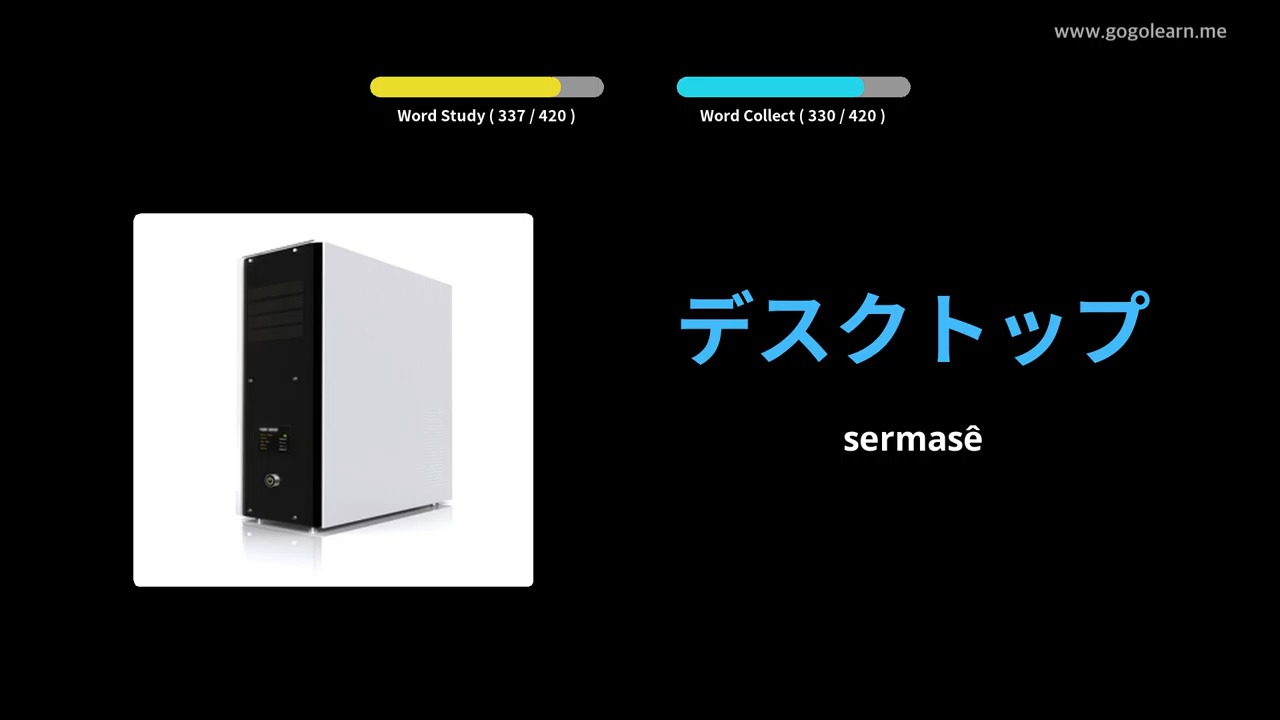 www.gogolearn.me
Word Study ( 337 / 420 )
Word Collect ( 330 / 420 )
デスクトップ
sermasê